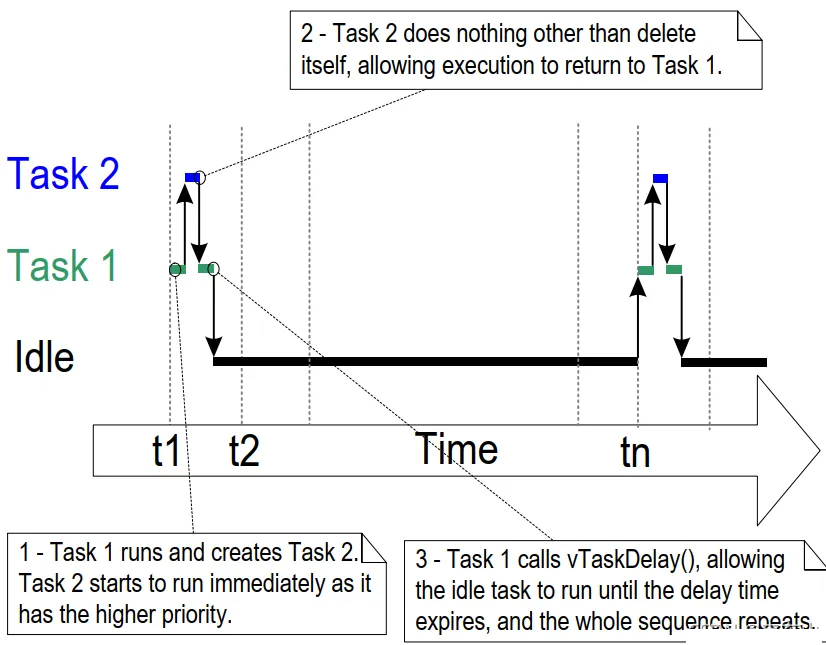 2 - Task 2 does nothing other than delete
itself, allowing execution to return to Task 1.
Task 2
Task 1
Idle
t1 t2 Time tn
1 - Task 1 runs and creates Task 2.
Task 2 starts to run immediately as it
has the higher priority.
3 - Task 1 calls vTaskDelay(), allowing
the idle task to run until the delay time
expires, and the whole sequence repeats.